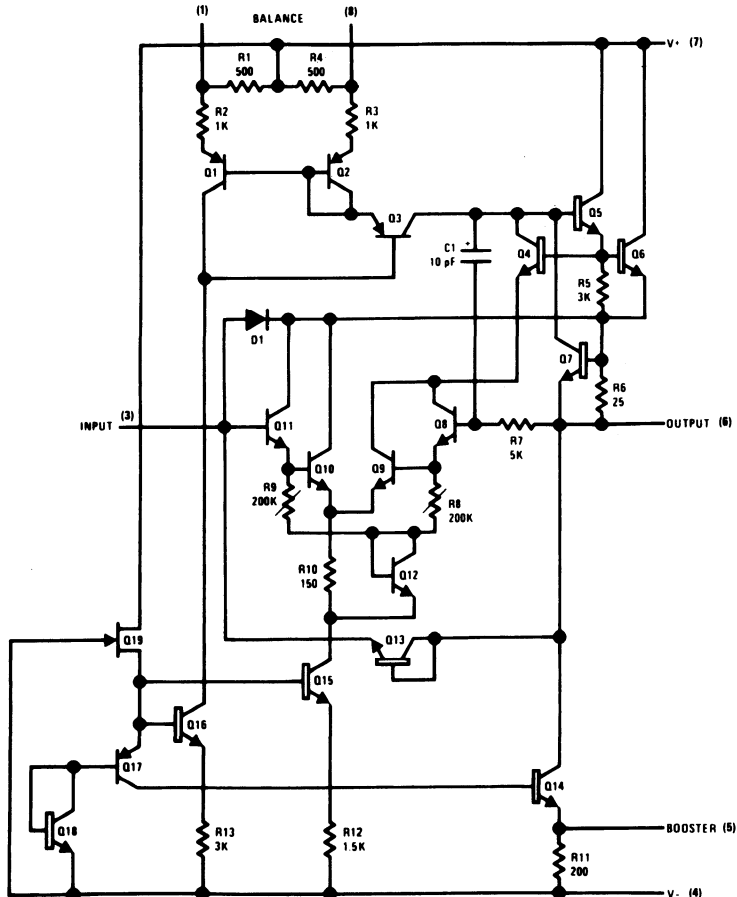 (1) (8)
BALANCE
V+ (7)
R1
500
R4
500
R2
1K
R3
1K
Q1
Q2
Q3
Q5
C1
10 pF
+
Q4
Q6
R5
3K
D1
Q7
R6
25
INPUT (3)
Q11
Q8
OUTPUT (6)
R7
5K
Q10
Q9
R9
200K
R8
200K
R10
150
Q12
Q19
Q13
Q15
Q16
Q17
Q14
Q18
R13
3K
R12
1.5K
BOOSTER (5)
R11
200
V- (4)